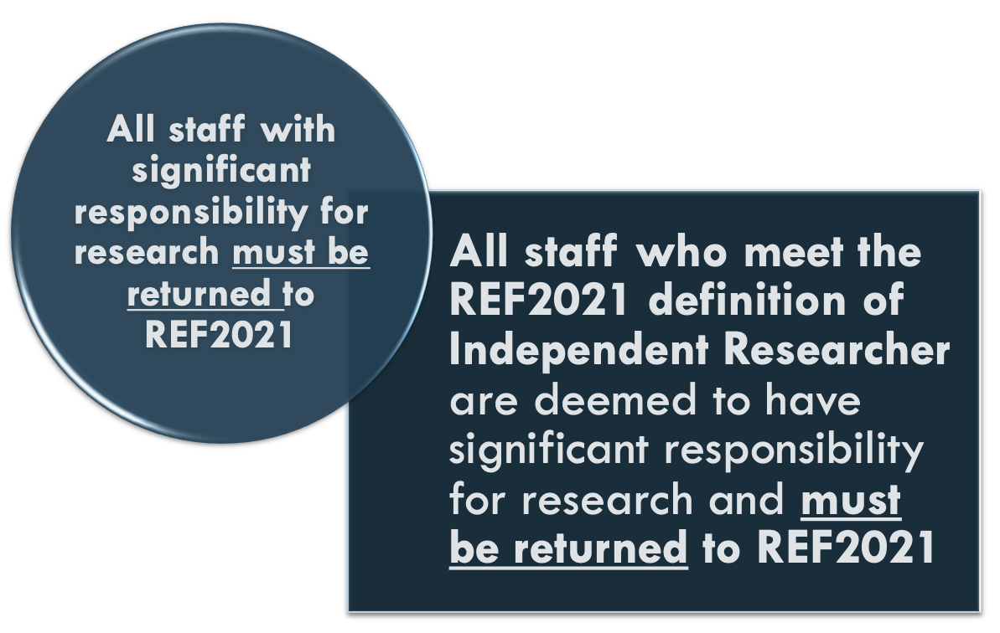 All staff with
significant
responsibility for
research must be
returned to
REF2021
All staff who meet the
REF2021 definition of
Independent Researcher
are deemed to have
significant responsibility
for research and must
be returned to REF2021